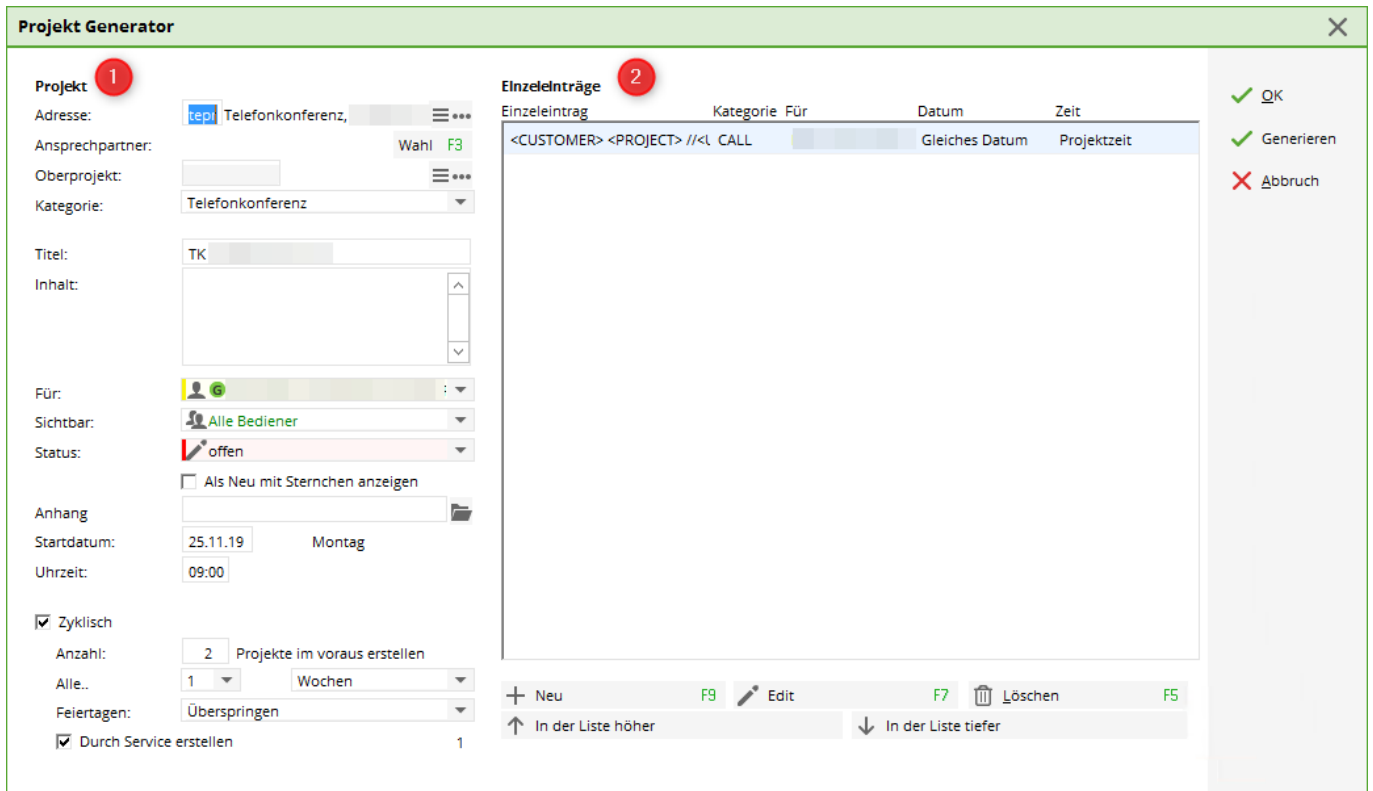 Projekt Generator
Projekt 1
Adresse: tepr Telefonkonferenz,
Ansprechpartner: Wahl F3
Oberprojekt:
Kategorie: Telefonkonferenz
Titel: TK
Inhalt:
Für: G
Sichtbar: Alle Bediener
Status: offen
Als Neu mit Sternchen anzeigen
Anhang
Startdatum: 25.11.19 Montag
Uhrzeit: 09:00
Zyklisch
Anzahl: 2 Projekte im voraus erstellen
Alle.. 1 Wochen
Feiertagen: Überspringen
Durch Service erstellen 1
Einzeleinträge 2
Einzeleintrag Kategorie Für Datum Zeit
<CUSTOMER> <PROJECT> //<L CALL Gleiches Datum Projektzeit
Neu F9 Edit F7 Löschen F5
In der Liste höher In der Liste tiefer
OK
Generieren
Abbruch